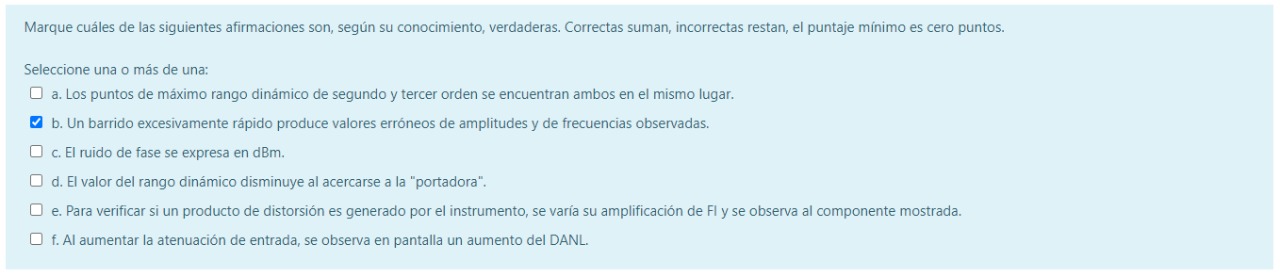 Marque cuáles de las siguientes afirmaciones son, según su conocimiento, verdaderas. Correctas suman, incorrectas restan, el puntaje mínimo es cero puntos.
Seleccione una o más de una:
a. Los puntos de máximo rango dinámico de segundo y tercer orden se encuentran ambos en el mismo lugar.
b. Un barrido excesivamente rápido produce valores erróneos de amplitudes y de frecuencias observadas.
c. El ruido de fase se expresa en dBm.
d. El valor del rango dinámico disminuye al acercarse a la "portadora".
e. Para verificar si un producto de distorsión es generado por el instrumento, se varía su amplificación de FI y se observa al componente mostrada.
f. Al aumentar la atenuación de entrada, se observa en pantalla un aumento del DANL.